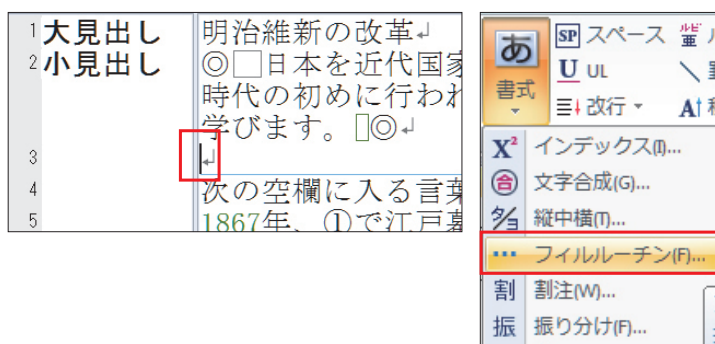 1 大見出し 明治維新の改革↲
2 小見出し ◎□日本を近代国家
時代の初めに行われ
学びます。▯◎↲
3 ↲
4 次の空欄に入る言葉
5 1867年、①で江戸幕
あ
書式
SP スペース
U UL
改行
インデックス(I)...
文字合成(G)...
縦中横(T)...
フィルルーチン(F)...
割 割注(W)...
振 振り分け(F)...